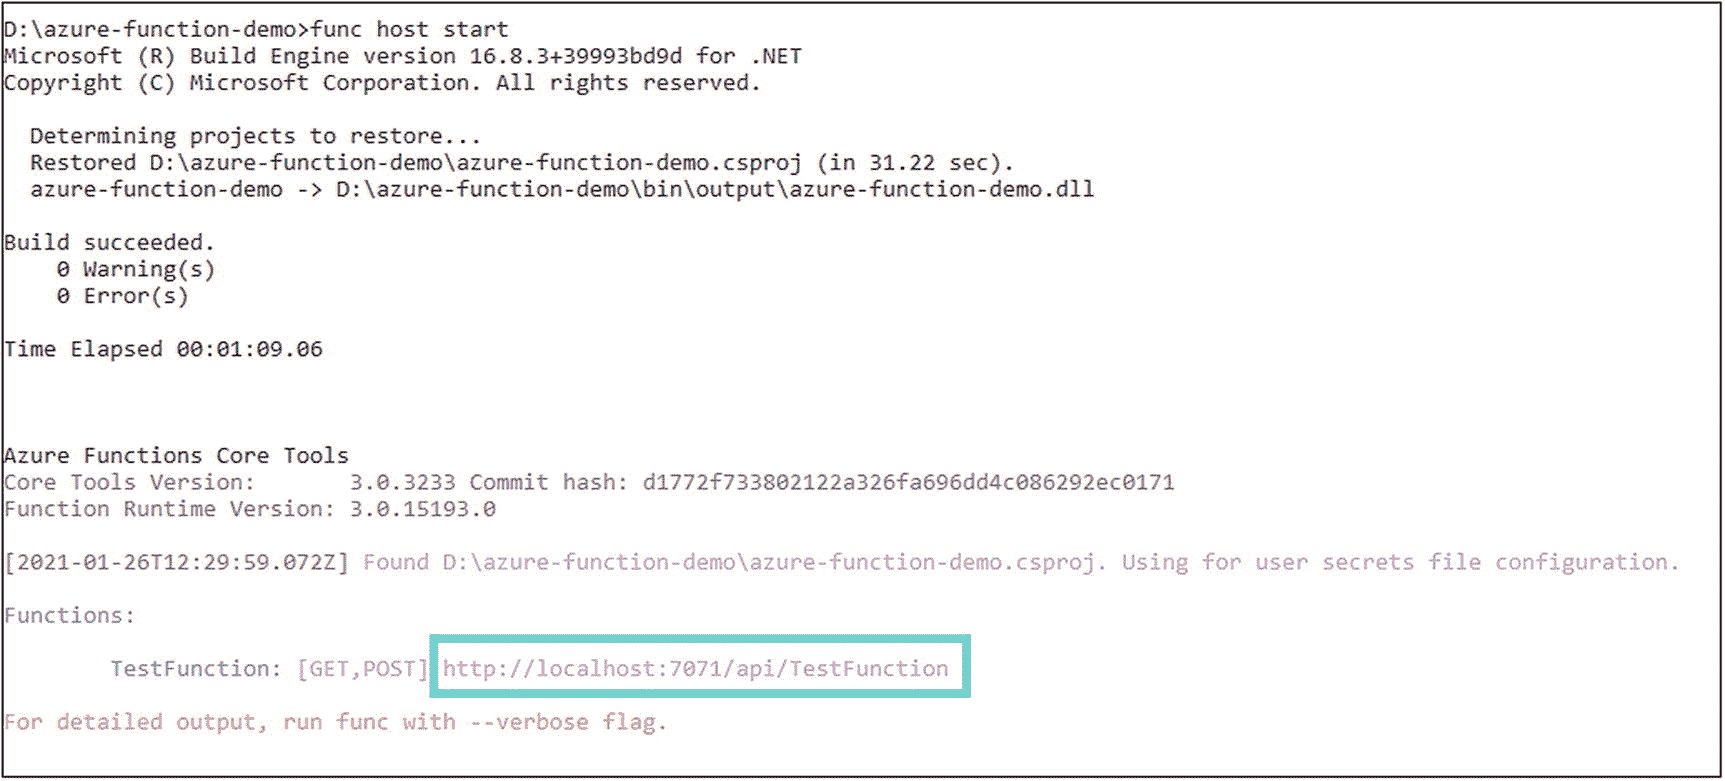 D:\azure-function-demo>func host start
Microsoft (R) Build Engine version 16.8.3+39993bd9d for .NET
Copyright (C) Microsoft Corporation. All rights reserved.
Determining projects to restore...
Restored D:\azure-function-demo\azure-function-demo.csproj (in 31.22 sec).
azure-function-demo -> D:\azure-function-demo\bin\output\azure-function-demo.dll
Build succeeded.
0 Warning(s)
0 Error(s)
Time Elapsed 00:01:09.06
Azure Functions Core Tools
Core Tools Version: 3.0.3233 Commit hash: d1772f733802122a326fa696dd4c086292ec0171
Function Runtime Version: 3.0.15193.0
[2021-01-26T12:29:59.072Z] Found D:\azure-function-demo\azure-function-demo.csproj. Using for user secrets file configuration.
Functions:
TestFunction: [GET,POST] http://localhost:7071/api/TestFunction
For detailed output, run func with --verbose flag.